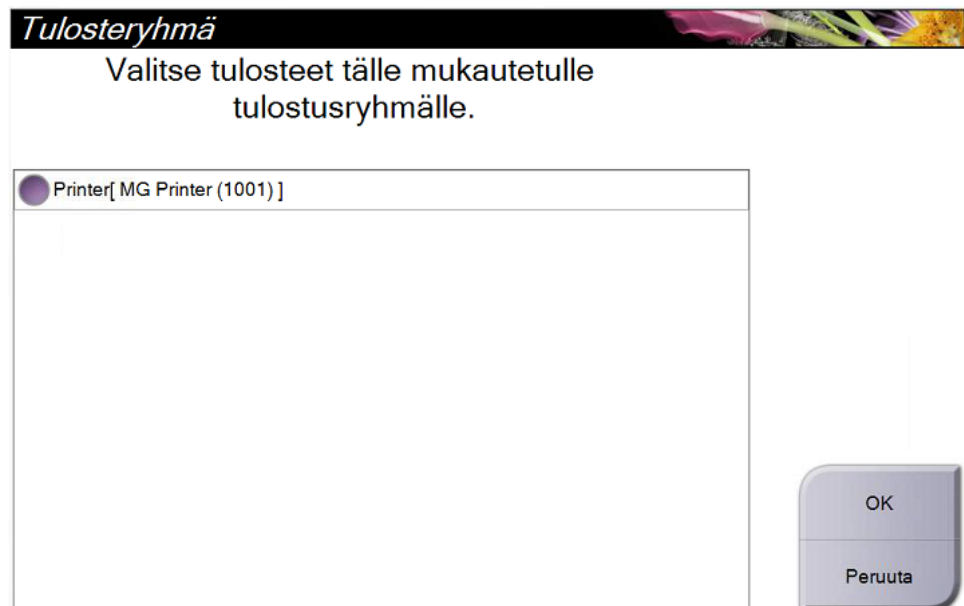 Tulosteryhmä
Valitse tulosteet tälle mukautetulle
tulostusryhmälle.
Printer[ MG Printer (1001) ]
OK
Peruuta